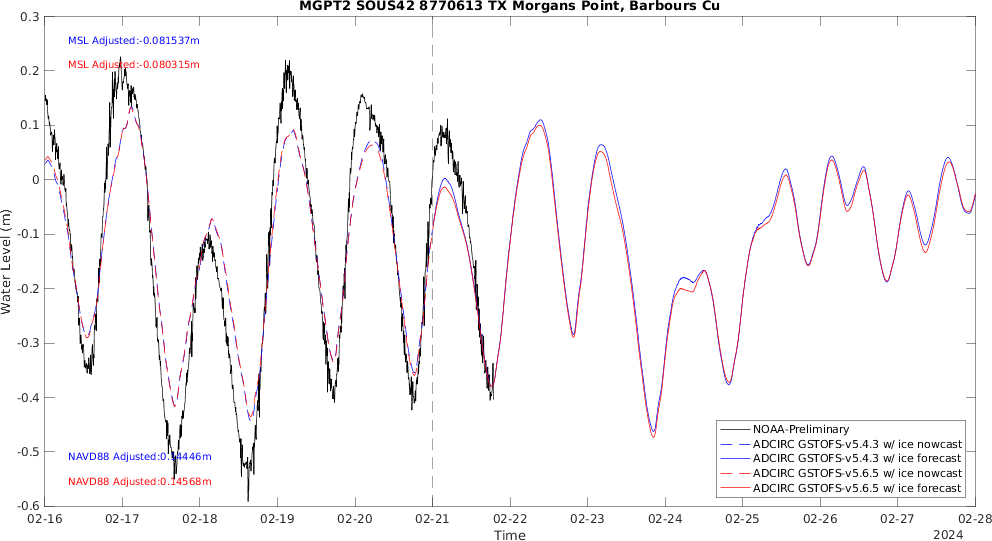 MGPT2 SOUS42 8770613 TX Morgans Point, Barbours Cu
MSL Adjusted:-0.081537m
MSL Adjusted:-0.080315m
NAVD88 Adjusted:0.14446m
NAVD88 Adjusted:0.14568m
Water Level (m)
0.3
0.2
0.1
0
-0.1
-0.2
-0.3
-0.4
-0.5
-0.6
NOAA-Preliminary
ADCIRC GSTOFS-v5.4.3 w/ ice nowcast
ADCIRC GSTOFS-v5.4.3 w/ ice forecast
ADCIRC GSTOFS-v5.6.5 w/ ice nowcast
ADCIRC GSTOFS-v5.6.5 w/ ice forecast
02-16 02-17 02-18 02-19 02-20 02-21 02-22 02-23 02-24 02-25 02-26 02-27 02-28
Time
2024